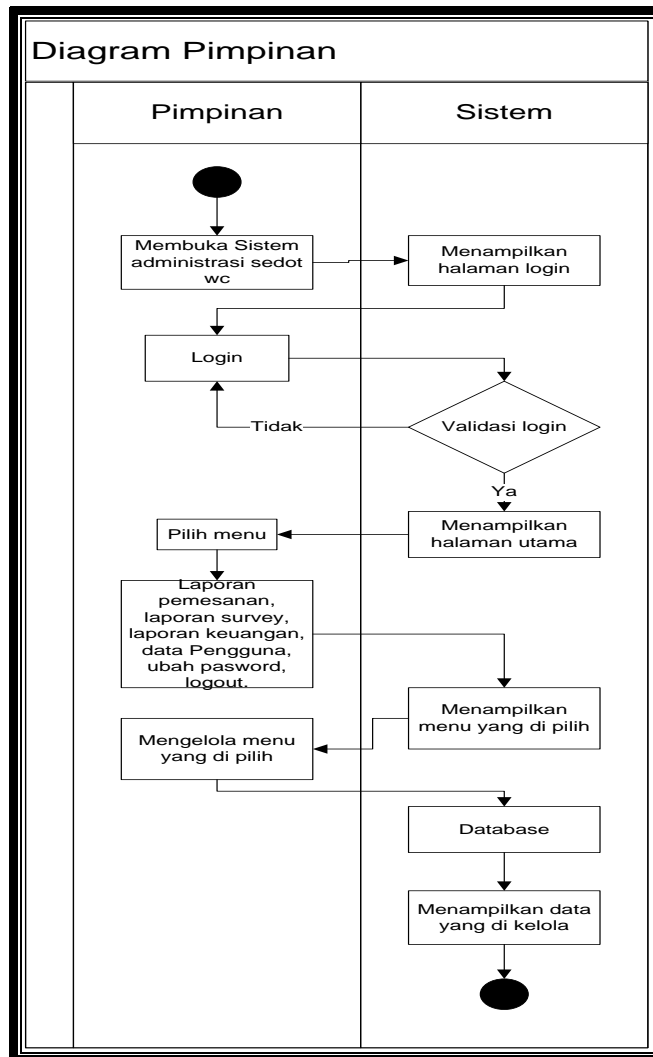 Diagram Pimpinan
Pimpinan
Sistem
Membuka Sistem
administrasi sedot
wc
Menampilkan
halaman login
Login
Validasi login
Tidak
Ya
Menampilkan
halaman utama
Pilih menu
Laporan
pemesanan,
laporan survey,
laporan keuangan,
data Pengguna,
ubah pasword,
logout.
Menampilkan
menu yang di pilih
Mengelola menu
yang di pilih
Database
Menampilkan data
yang di kelola